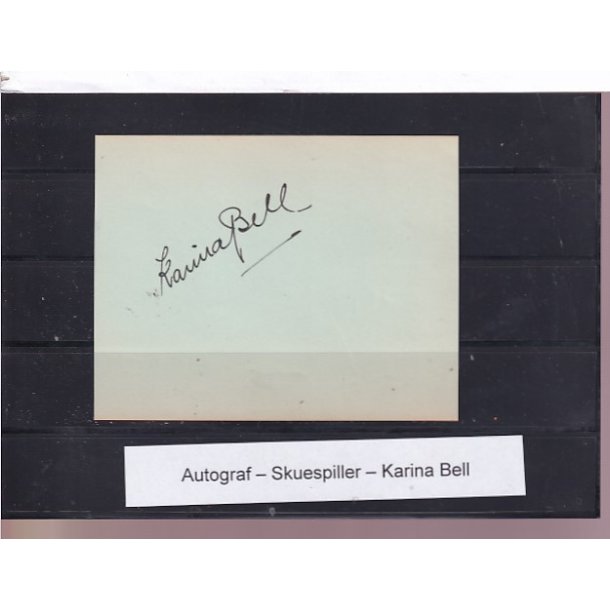 Karina Bell
Autograf – Skuespiller – Karina Bell